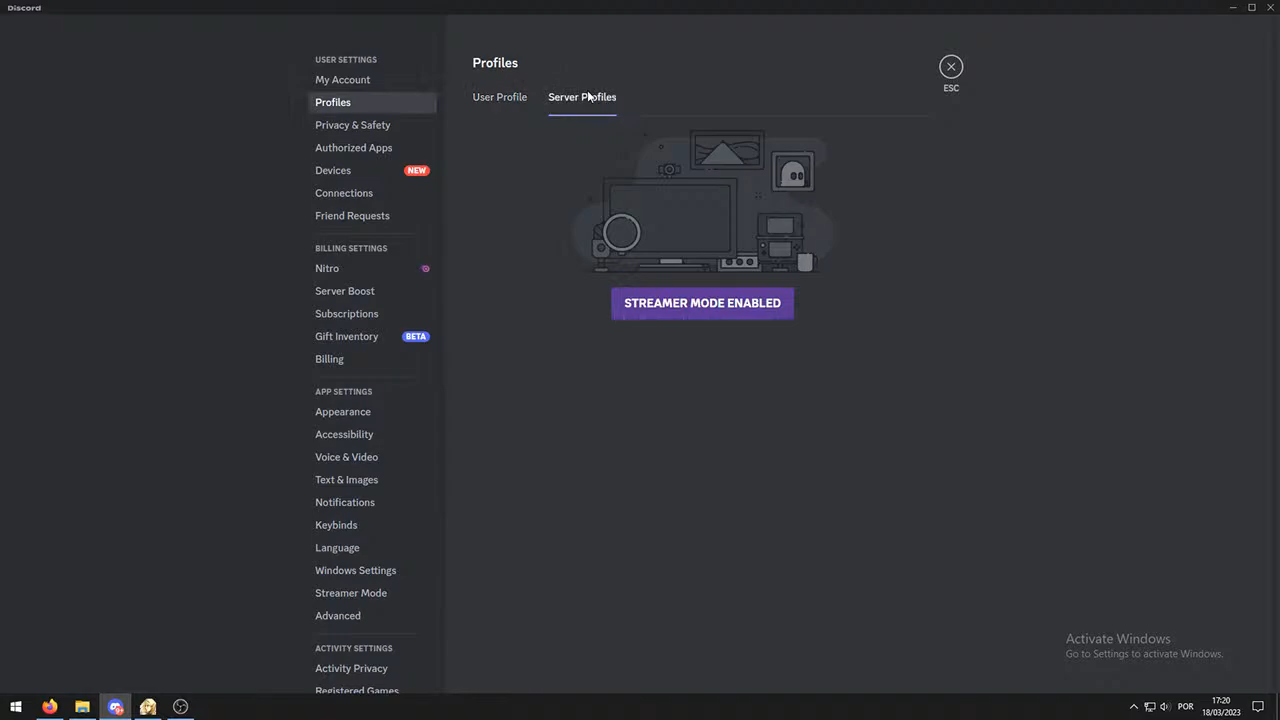 Discord
USER SETTINGS
My Account
Profiles
Privacy & Safety
Authorized Apps
Devices NEW
Connections
Friend Requests
BILLING SETTINGS
Nitro
Server Boost
Subscriptions
Gift Inventory BETA
Billing
APP SETTINGS
Appearance
Accessibility
Voice & Video
Text & Images
Notifications
Keybinds
Language
Windows Settings
Streamer Mode
Advanced
ACTIVITY SETTINGS
Activity Privacy
Registered Games
Profiles
User Profile Server Profiles
ESC
STREAMER MODE ENABLED
Activate Windows
Go to Settings to activate Windows.
POR
17:20
18/03/2023